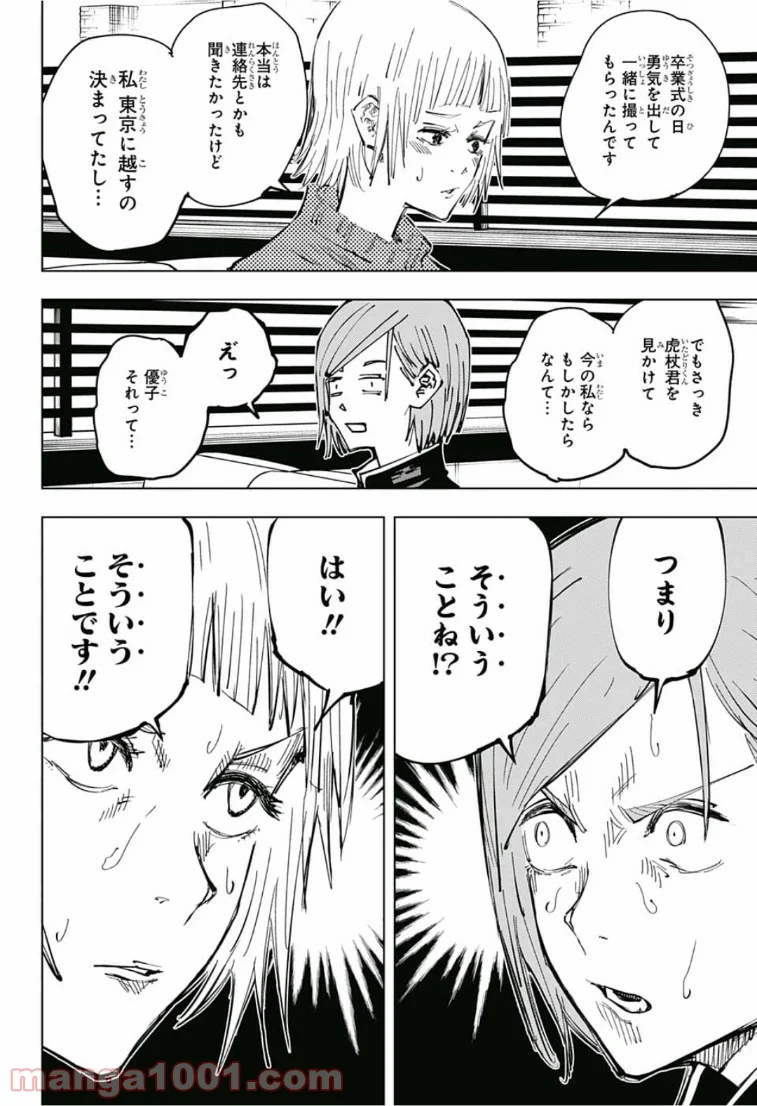 卒業式の日
勇気を出して
一緒に撮って
もらったんです
本当は
連絡先とかも
聞きたかったけど
私 東京に越すの
決まってたし…
でもさっき
虎杖君を
見かけて
今の私なら
もしかしたら
なんて…
え゛っ
優子
それって…
つまり
そういう
ことね!?
はい!!
そういう
ことです!!
manga1001.com